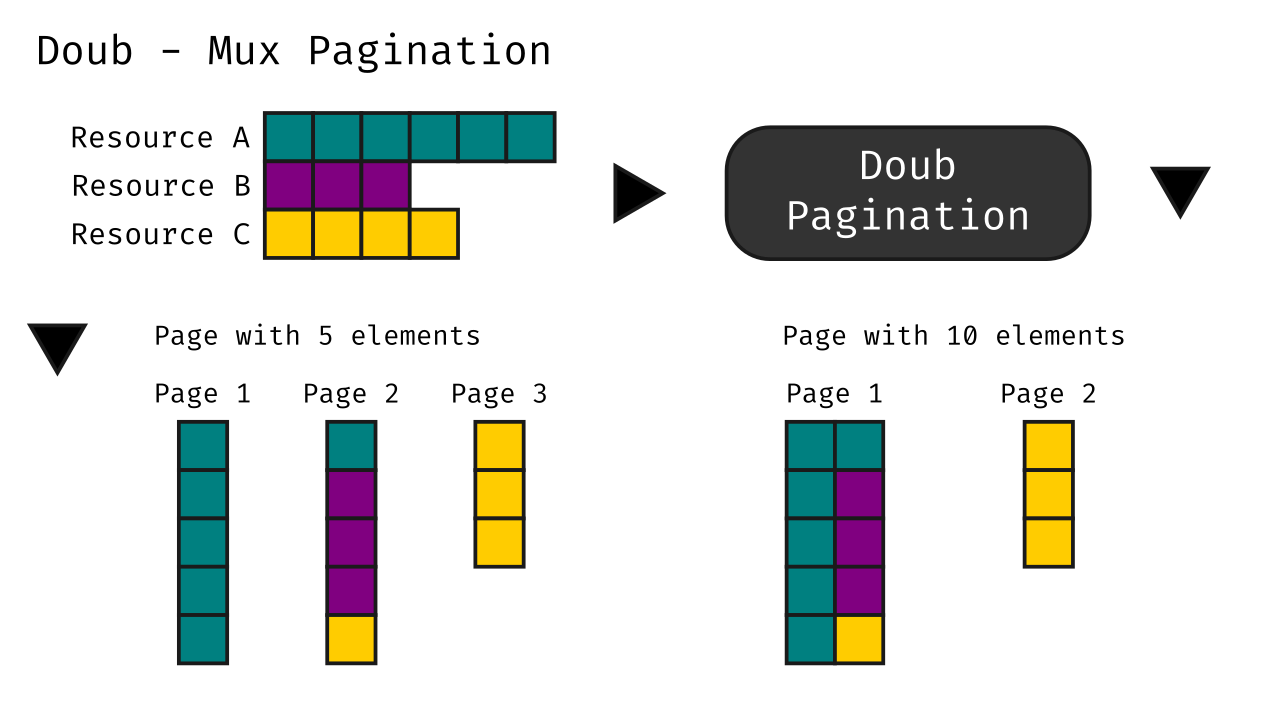 Doub - Mux Pagination
Resource A
Resource B
Resource C
Doub
Pagination
Page with 5 elements
Page 1 Page 2 Page 3
Page with 10 elements
Page 1 Page 2